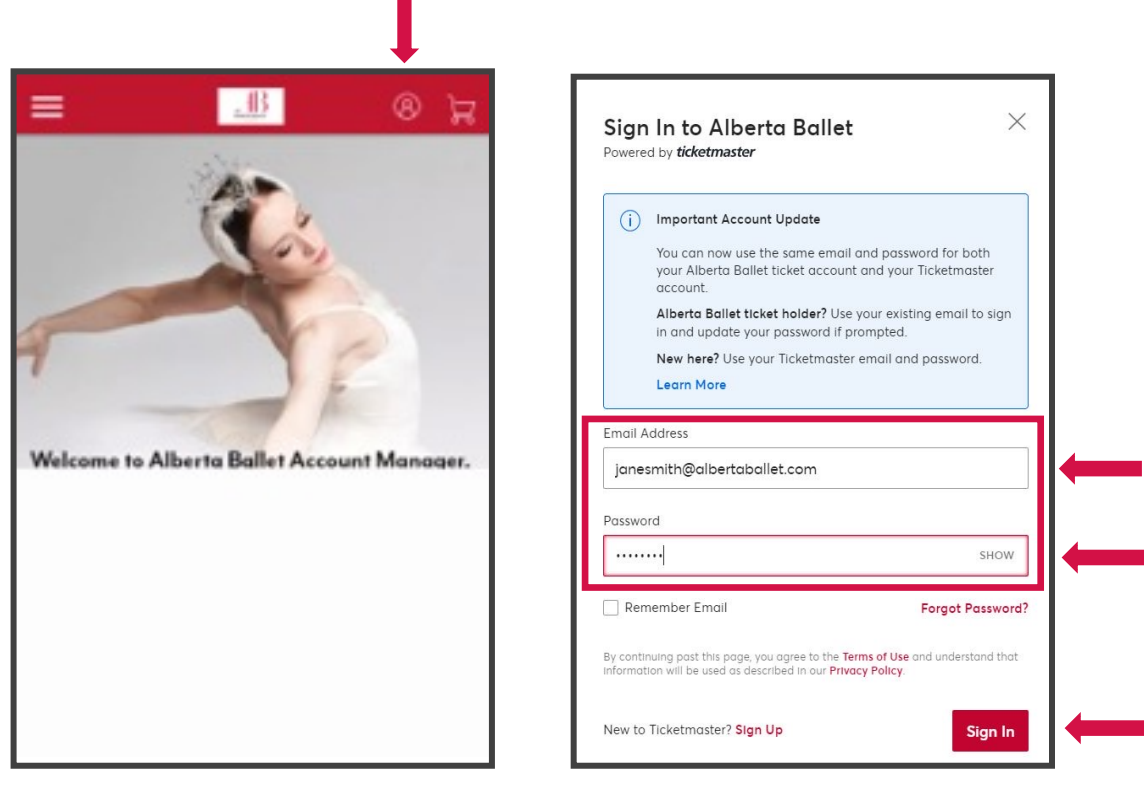 Welcome to Alberta Ballet Account Manager.
Sign In to Alberta Ballet
Powered by ticketmaster
Important Account Update
You can now use the same email and password for both
your Alberta Ballet ticket account and your Ticketmaster
account.
Alberta Ballet ticket holder? Use your existing email to sign
in and update your password if prompted.
New here? Use your Ticketmaster email and password.
Learn More
Email Address
janesmith@albertaballet.com
Password
••••••••
SHOW
Remember Email
Forgot Password?
By continuing past this page, you agree to the Terms of Use and understand that
information will be used as described in our Privacy Policy.
New to Ticketmaster? Sign Up
Sign In